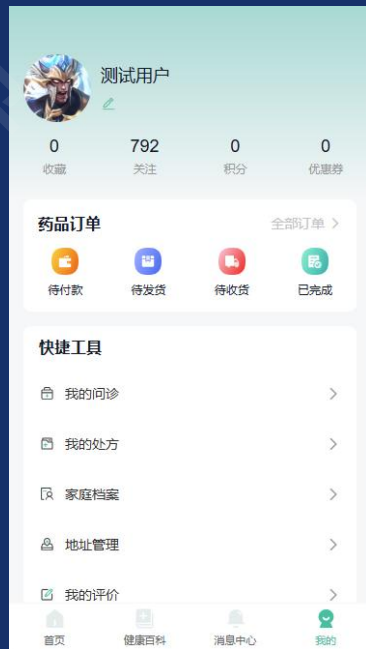 测试用户
0 792 0 0
收藏 关注 积分 优惠券
药品订单 全部订单
待付款 待发货 待收货 已完成
快捷工具
我的问诊
我的处方
家庭档案
地址管理
我的评价
首页 健康百科 消息中心 我的